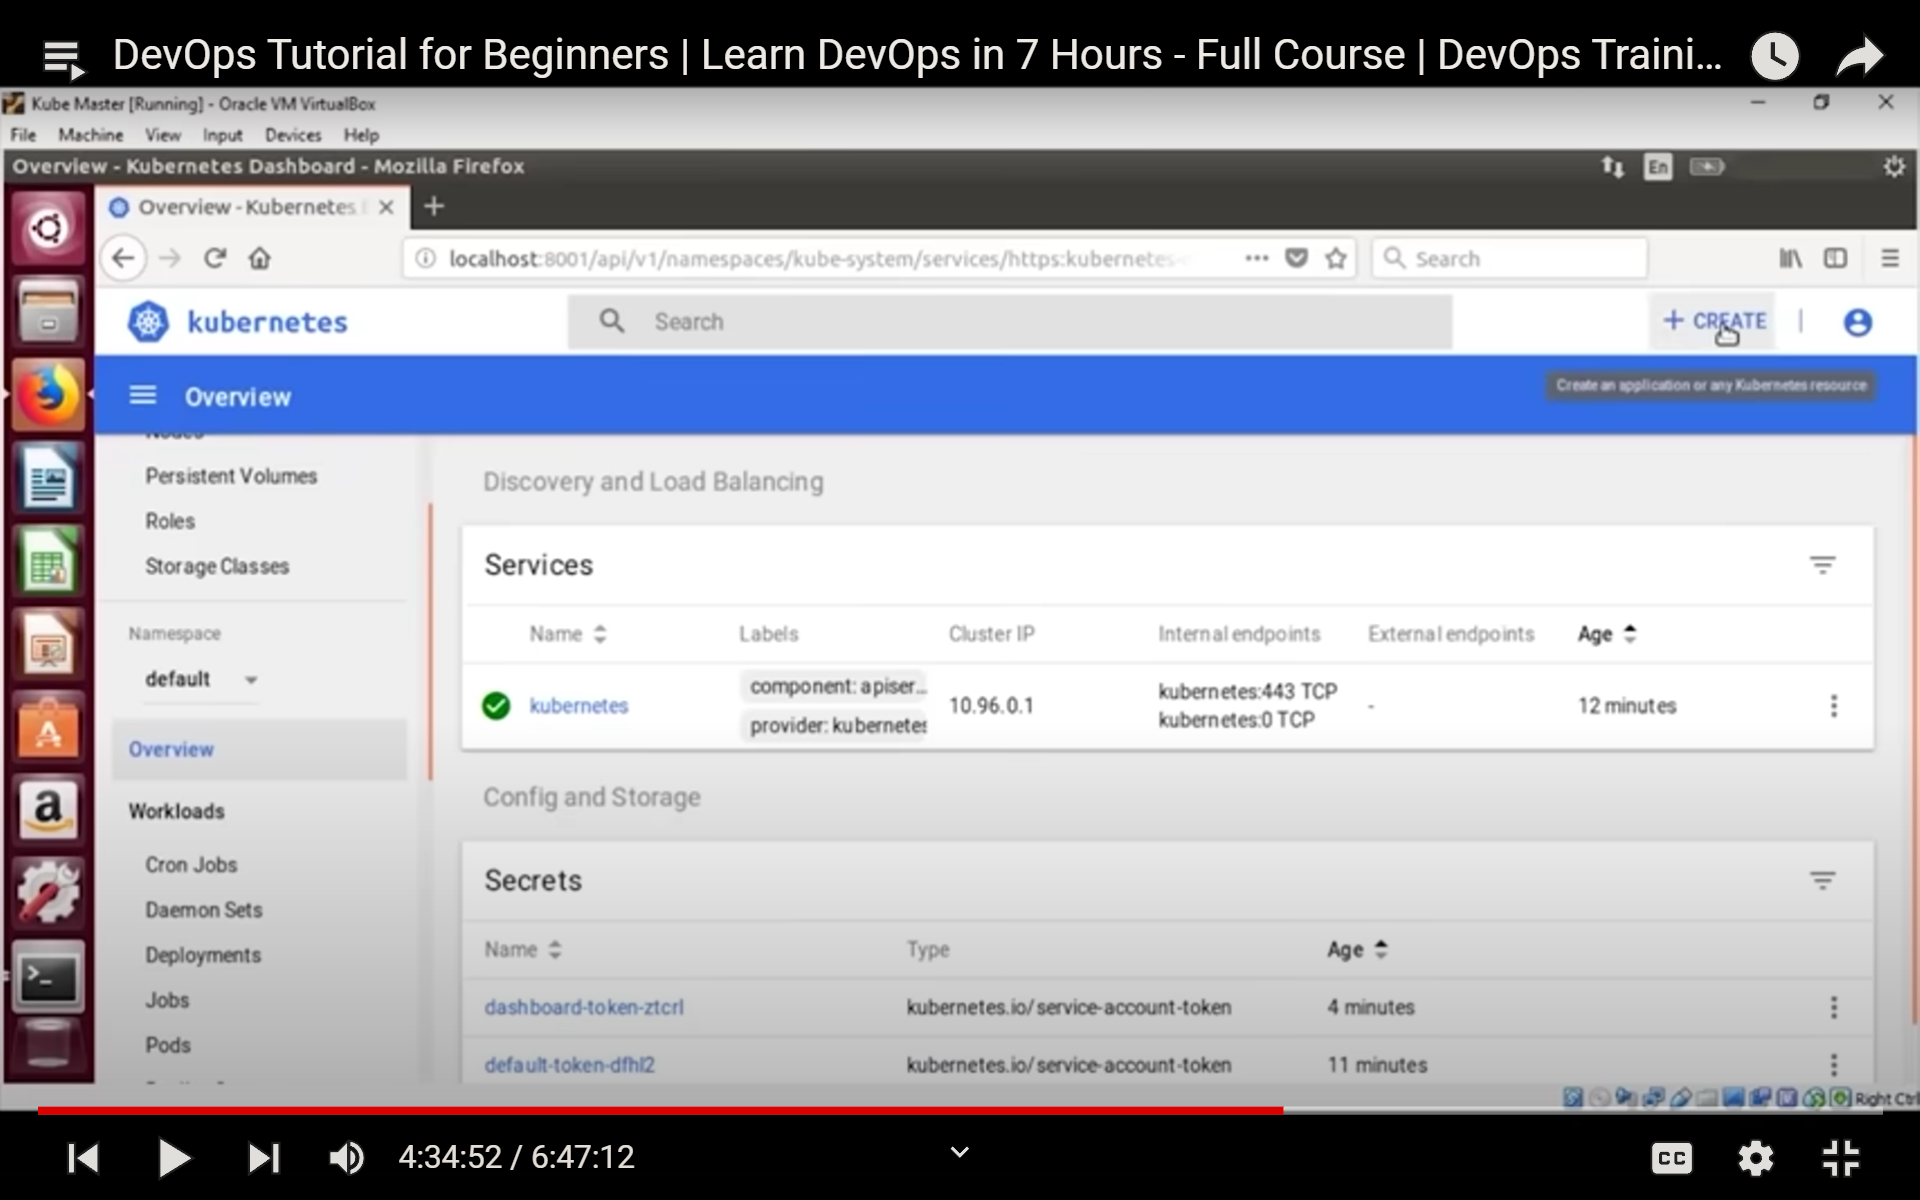 DevOps Tutorial for Beginners | Learn DevOps in 7 Hours - Full Course | DevOps Traini...
Kube Master [Running] - Oracle VM VirtualBox
File Machine View Input Devices Help
Overview - Kubernetes Dashboard - Mozilla Firefox
En
Overview - Kubernetes
localhost:8001/api/v1/namespaces/kube-system/services/https:kubernetes-
Search
kubernetes
Search
+ CREATE
Overview
Create an application or any Kubernetes resource
Nodes
Persistent Volumes
Roles
Storage Classes
Namespace
default
Overview
Workloads
Cron Jobs
Daemon Sets
Deployments
Jobs
Pods
Discovery and Load Balancing
Services
Name Labels Cluster IP Internal endpoints External endpoints Age
kubernetes component: apiser... 10.96.0.1 kubernetes:443 TCP - 12 minutes
provider: kubernetes kubernetes:0 TCP
Config and Storage
Secrets
Name Type Age
dashboard-token-ztcrl kubernetes.io/service-account-token 4 minutes
default-token-dfhl2 kubernetes.io/service-account-token 11 minutes
Right Ctrl
4:34:52 / 6:47:12
CC